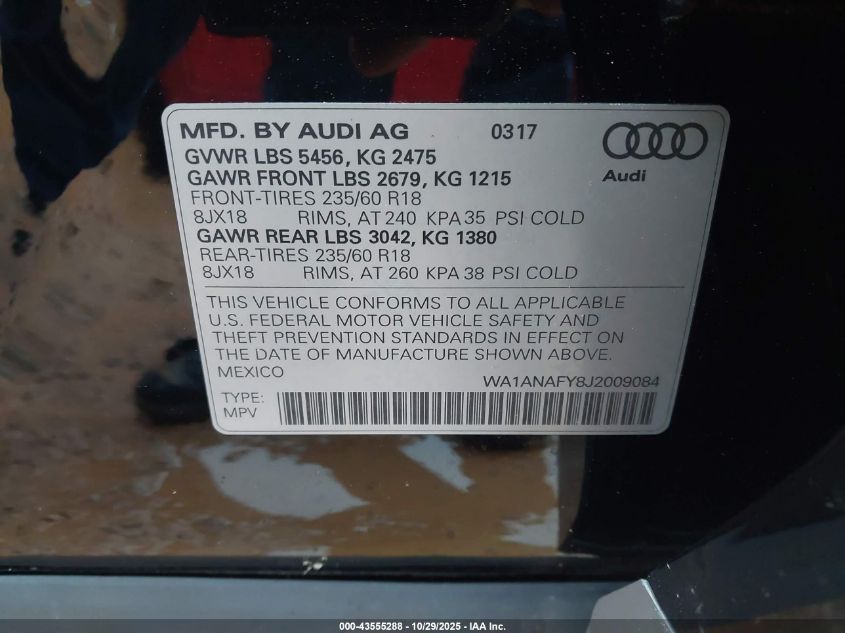 MFD. BY AUDI AG 0317
GVWR LBS 5456, KG 2475
GAWR FRONT LBS 2679, KG 1215
Audi
FRONT-TIRES 235/60 R18
8JX18 RIMS, AT 240 KPA 35 PSI COLD
GAWR REAR LBS 3042, KG 1380
REAR-TIRES 235/60 R18
8JX18 RIMS, AT 260 KPA 38 PSI COLD
THIS VEHICLE CONFORMS TO ALL APPLICABLE
U.S. FEDERAL MOTOR VEHICLE SAFETY AND
THEFT PREVENTION STANDARDS IN EFFECT ON
THE DATE OF MANUFACTURE SHOWN ABOVE.
MEXICO WA1ANAFY8J2009084
TYPE:
MPV
000-43555288 - 10/29/2025 - IAA Inc.